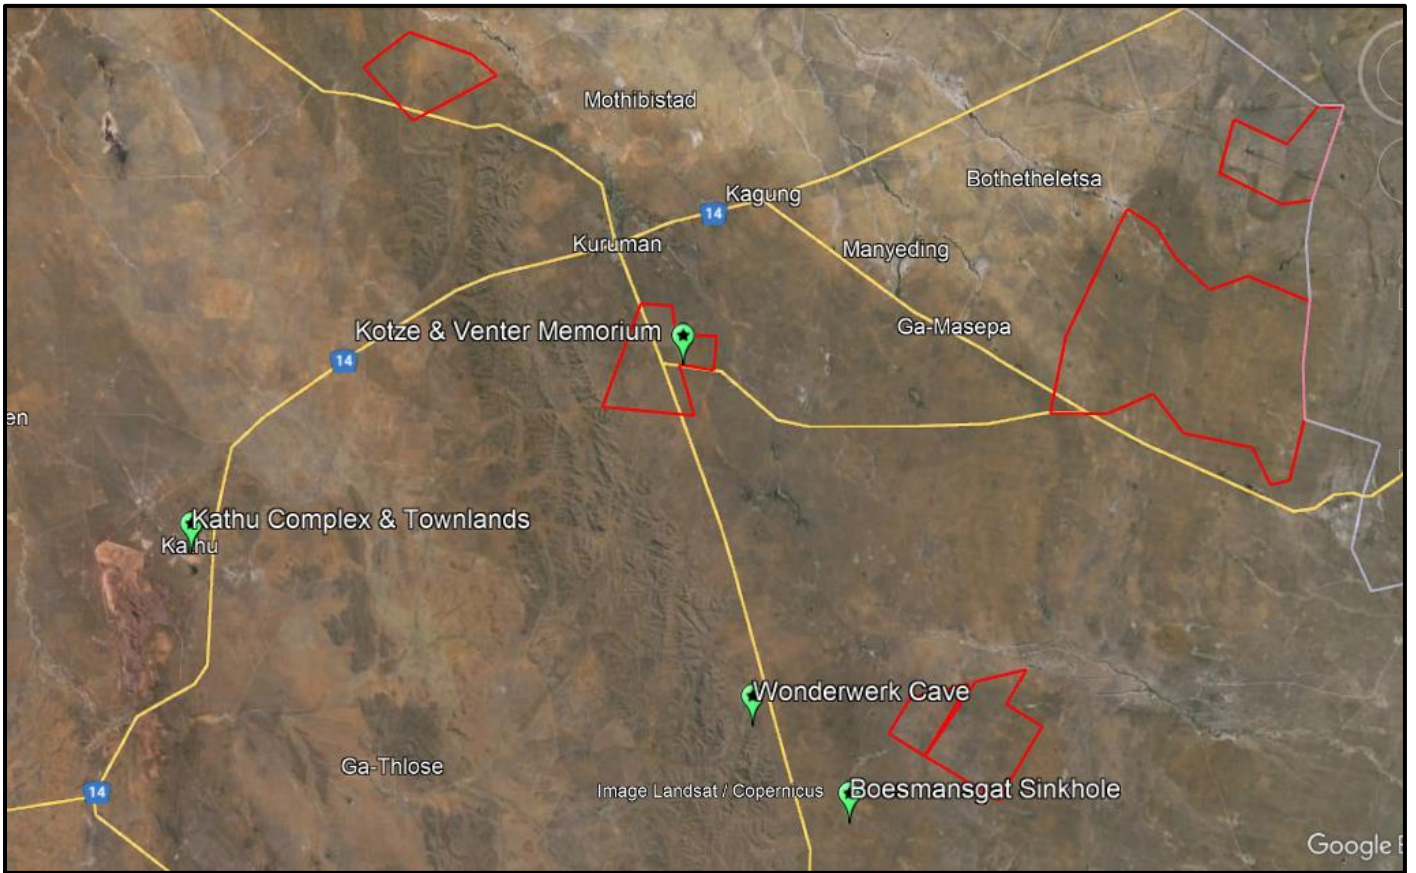 Mothibistad
Bothetheletsa
Kagung
14
Kuruman
Manyeding
Kotze & Venter Memorium
Ga-Masepa
14
en
Kathu Complex & Townlands
Wonderwerk Cave
Ga-Thlose
14
Image Landsat / Copernicus
Boesmansgat Sinkhole
Google